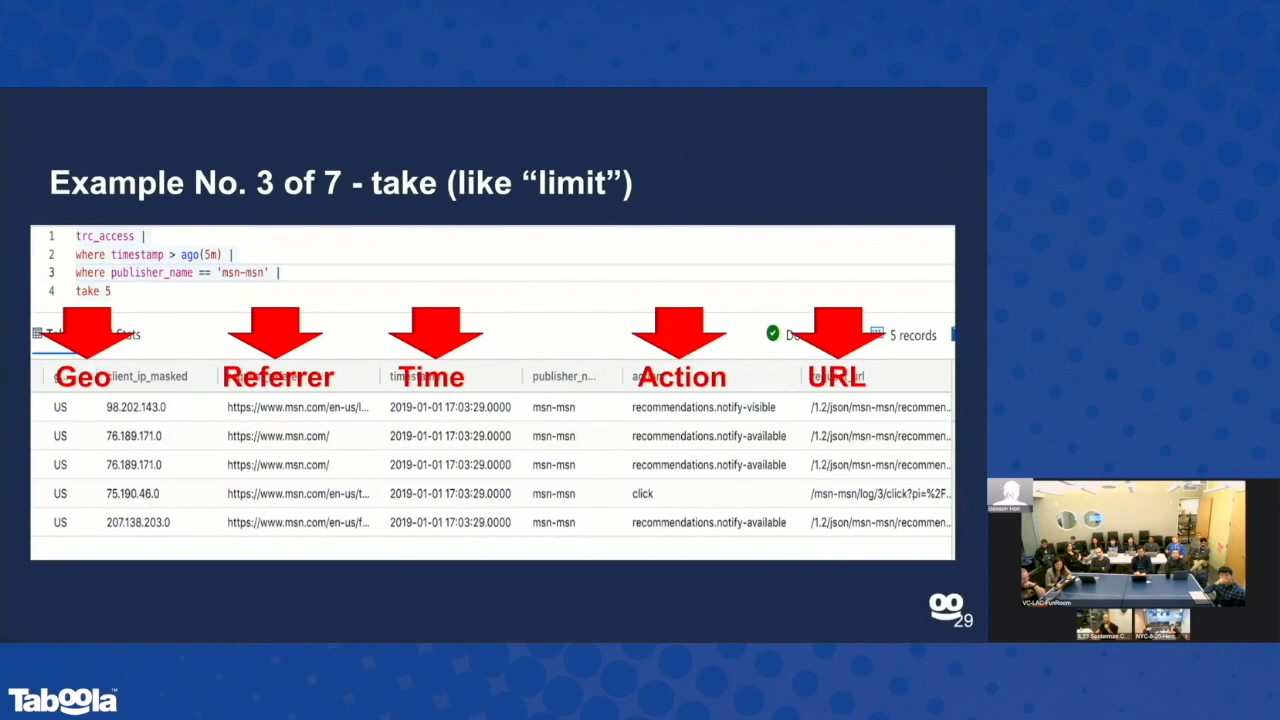 Example No. 3 of 7 - take (like “limit”)
1 trc_access |
2 where timestamp > ago(5m) |
3 where publisher_name == 'msn-msn' |
4 take 5
Stats
5 records
Geo client_ip_masked Referrer Time publisher_n... Action URL
US 98.202.143.0 https://www.msn.com/en-us/l... 2019-01-01 17:03:29.0000 msn-msn recommendations.notify-visible /1.2/json/msn-msn/recommen...
US 76.189.171.0 https://www.msn.com/ 2019-01-01 17:03:29.0000 msn-msn recommendations.notify-available /1.2/json/msn-msn/recommen...
US 76.189.171.0 https://www.msn.com/ 2019-01-01 17:03:29.0000 msn-msn recommendations.notify-available /1.2/json/msn-msn/recommen...
US 75.190.46.0 https://www.msn.com/en-us/t... 2019-01-01 17:03:29.0000 msn-msn click /msn-msn/log/3/click?pi=%2F...
US 207.138.203.0 https://www.msn.com/en-us/f... 2019-01-01 17:03:29.0000 msn-msn recommendations.notify-available /1.2/json/msn-msn/recommen...
Benson Hon
VC-LAC-FunRoom
29
Taboola